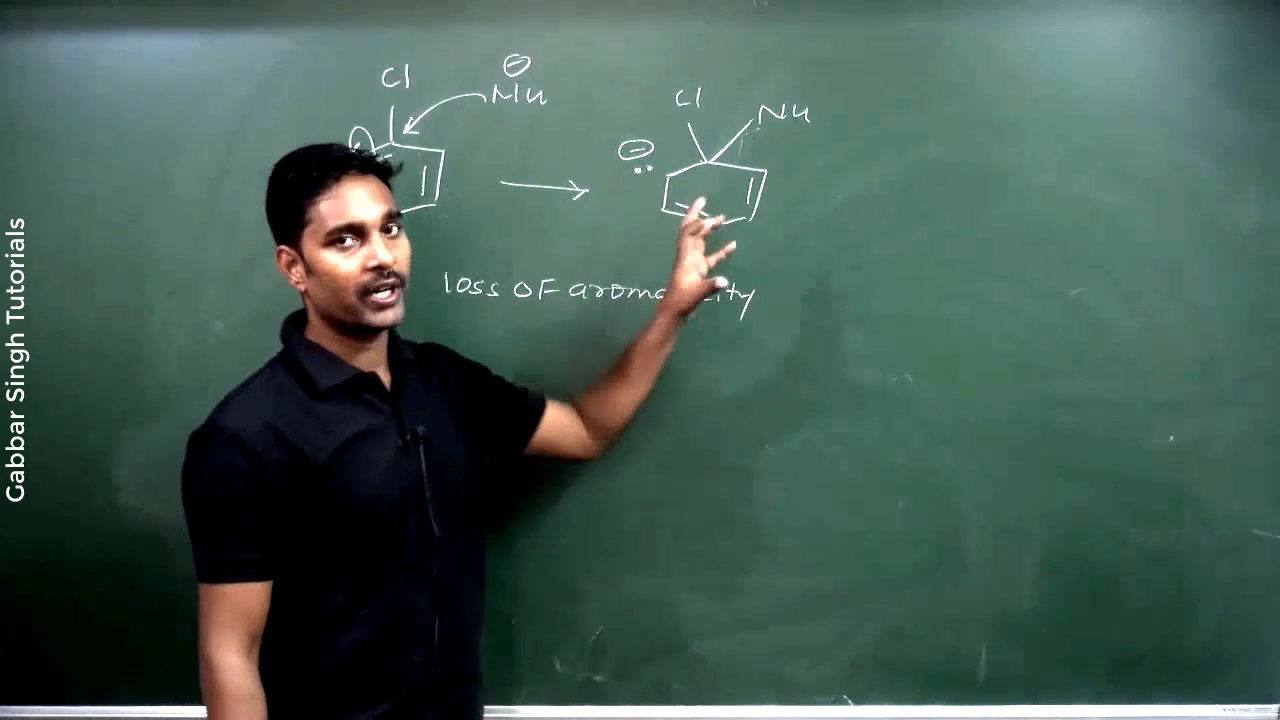 Gabbar Singh Tutorials
Cl
⊖
Nu
Cl
Nu
⊖
loss of aromaticity